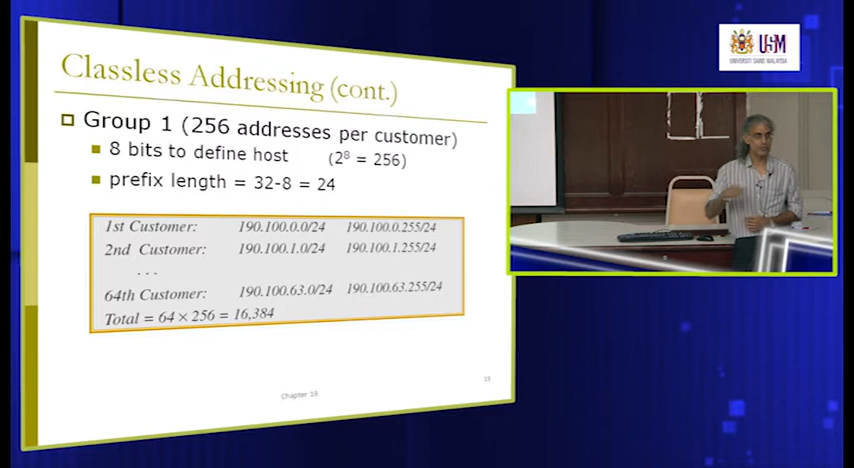 Classless Addressing (cont.)
Group 1 (256 addresses per customer)
8 bits to define host (2⁸ = 256)
prefix length = 32-8 = 24
1st Customer: 190.100.0.0/24 190.100.0.255/24
2nd Customer: 190.100.1.0/24 190.100.1.255/24
. . .
64th Customer: 190.100.63.0/24 190.100.63.255/24
Total = 64 × 256 = 16,384
Chapter 19
19
USM
UNIVERSITI SAINS MALAYSIA